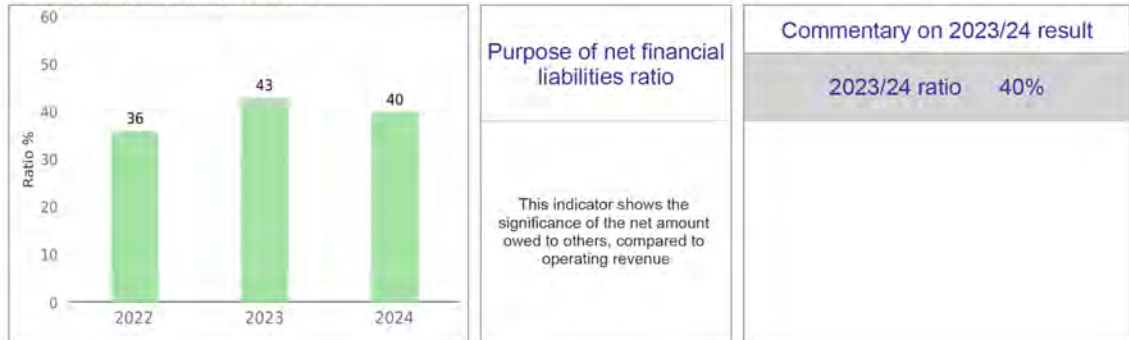 60
50
40
30
20
10
0
Ratio %
36
43
40
2022
2023
2024
Purpose of net financial
liabilities ratio
This indicator shows the
significance of the net amount
owed to others, compared to
operating revenue
Commentary on 2023/24 result
2023/24 ratio 40%